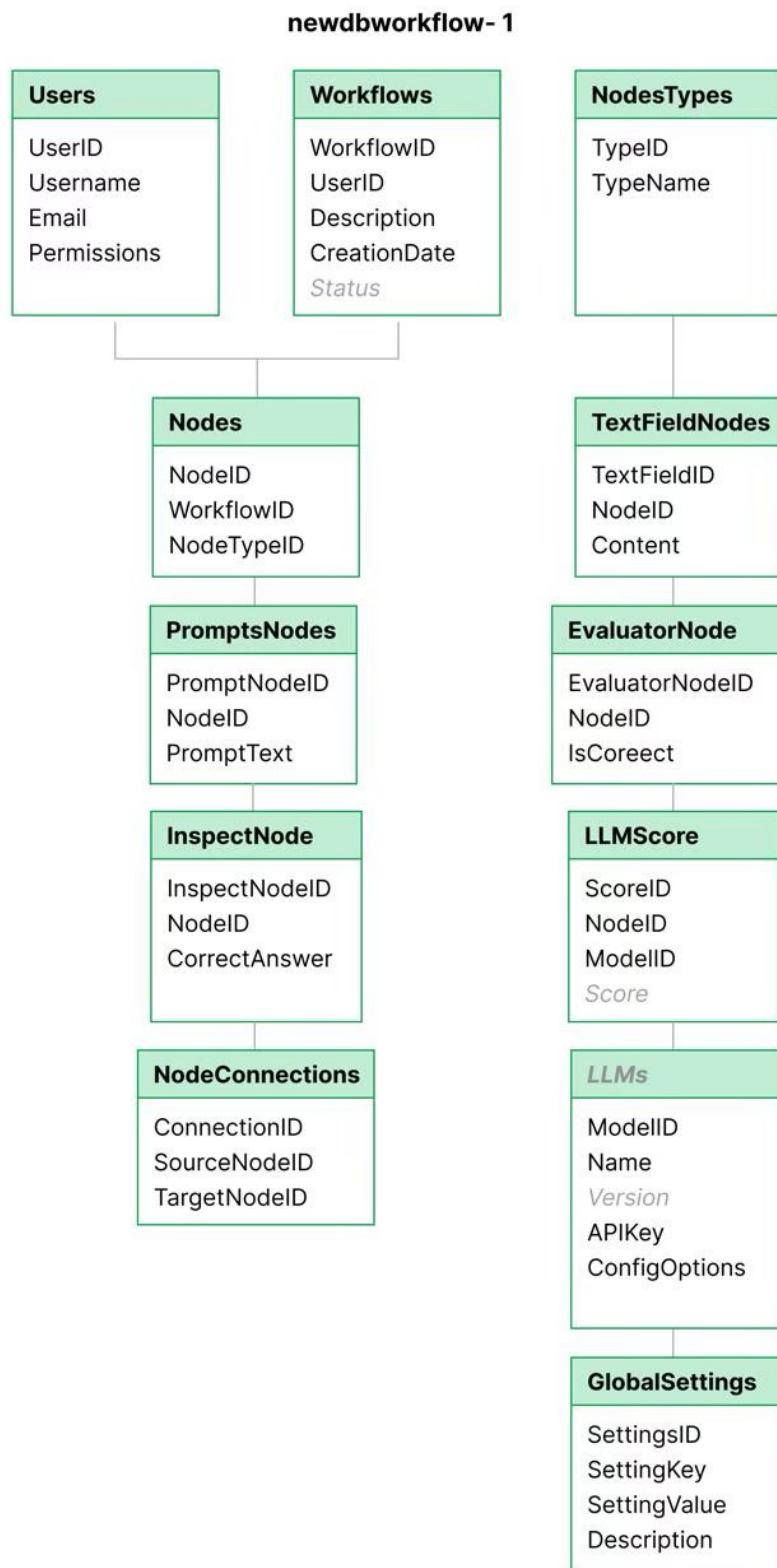 newdbworkflow- 1
Users
UserID
Username
Email
Permissions
Workflows
WorkflowID
UserID
Description
CreationDate
Status
NodesTypes
TypeID
TypeName
Nodes
NodeID
WorkflowID
NodeTypeID
TextFieldNodes
TextFieldID
NodeID
Content
PromptsNodes
PromptNodeID
NodeID
PromptText
EvaluatorNode
EvaluatorNodeID
NodeID
IsCoreect
InspectNode
InspectNodeID
NodeID
CorrectAnswer
LLMScore
ScoreID
NodeID
ModelID
Score
NodeConnections
ConnectionID
SourceNodeID
TargetNodeID
LLMs
ModelID
Name
Version
APIKey
ConfigOptions
GlobalSettings
SettingsID
SettingKey
SettingValue
Description